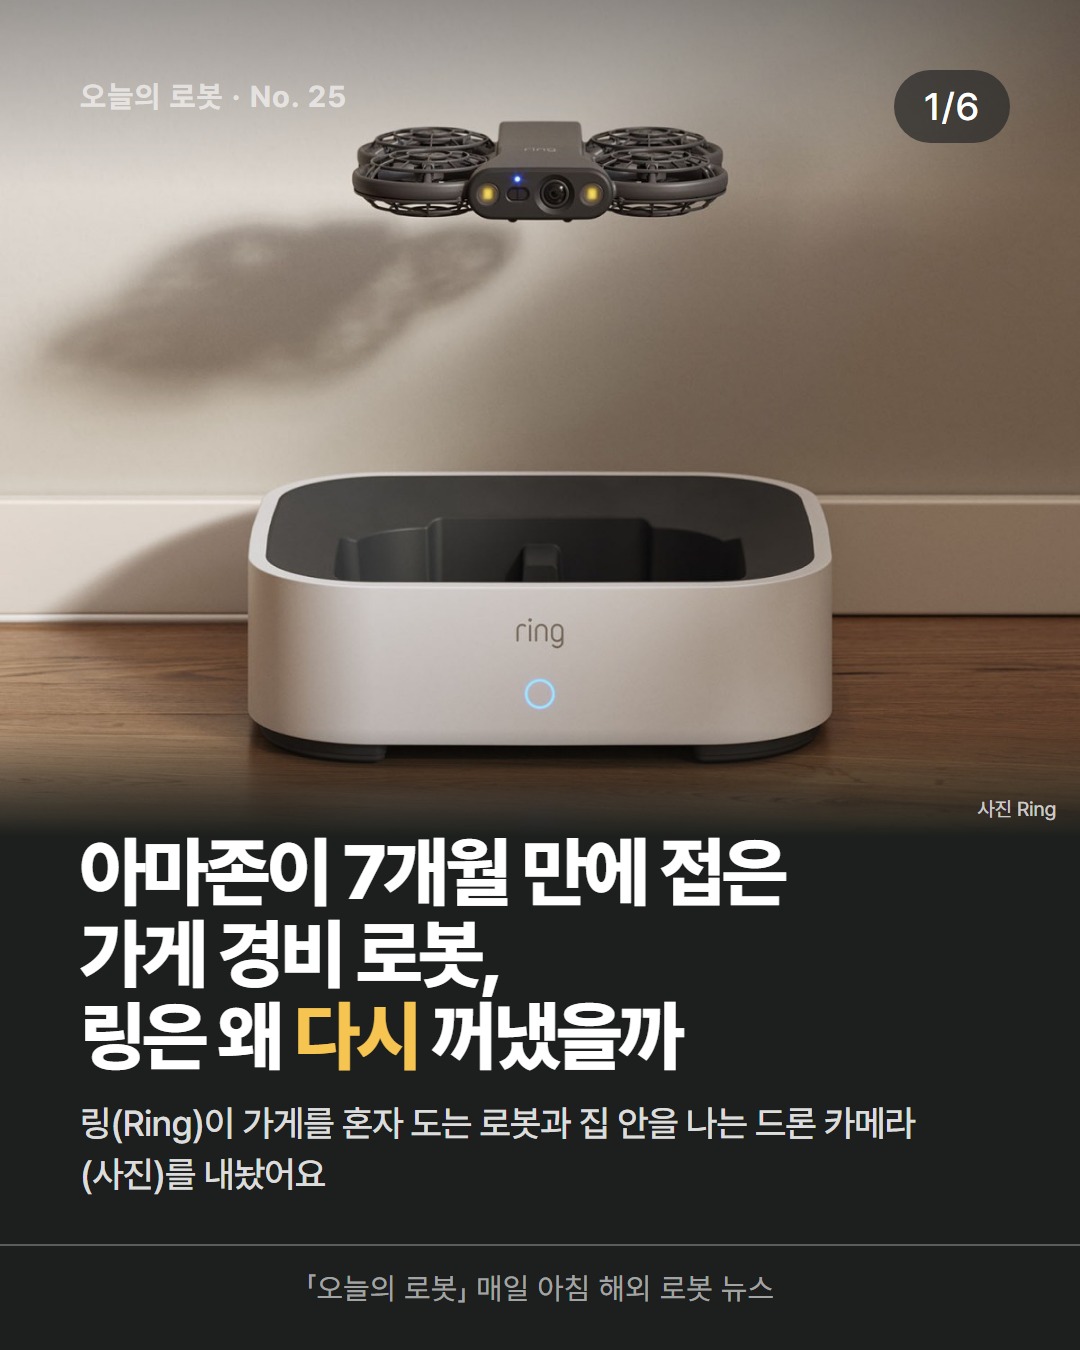 오늘의 로봇 · No. 25
1/6
ring
ring
사진 Ring
아마존이 7개월 만에 접은
가게 경비 로봇,
링은 왜 다시 꺼냈을까
링(Ring)이 가게를 혼자 도는 로봇과 집 안을 나는 드론 카메라
(사진)를 내놨어요
「오늘의 로봇」 매일 아침 해외 로봇 뉴스